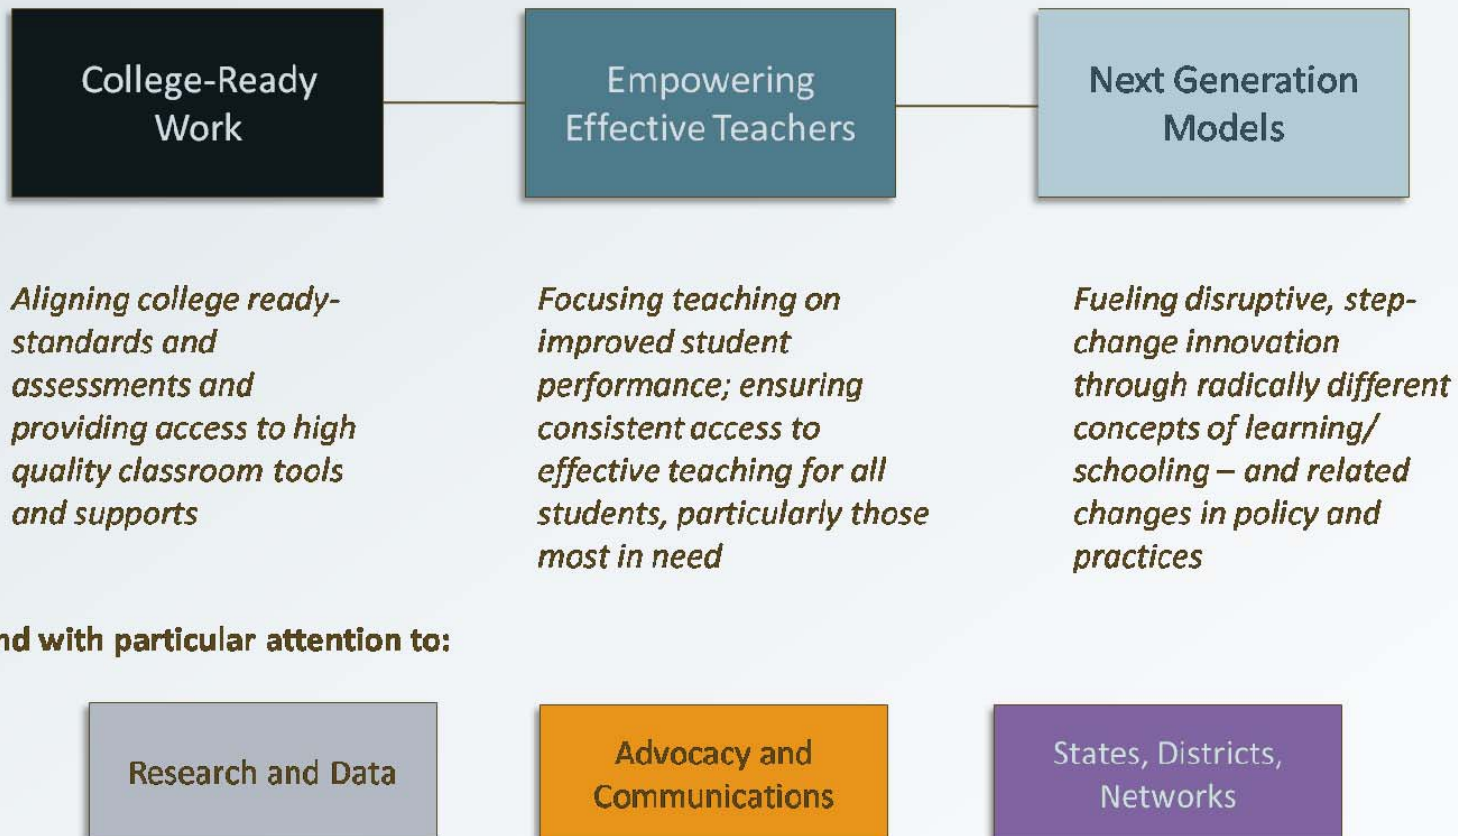 College-Ready
Work
Empowering
Effective Teachers
Next Generation
Models
Aligning college ready-
standards and
assessments and
providing access to high
quality classroom tools
and supports
Focusing teaching on
improved student
performance; ensuring
consistent access to
effective teaching for all
students, particularly those
most in need
Fueling disruptive, step-
change innovation
through radically different
concepts of learning/
schooling – and related
changes in policy and
practices
nd with particular attention to:
Research and Data
Advocacy and
Communications
States, Districts,
Networks